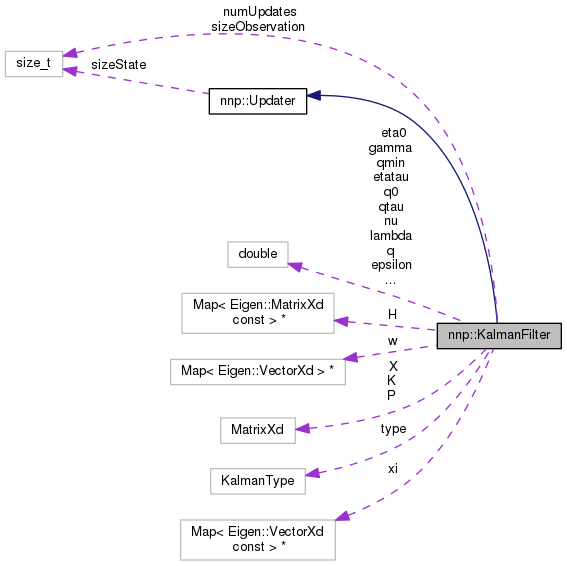 numUpdates
sizeObservation
size_t
sizeState
nnp::Updater
eta0
gamma
qmin
etatau
q0
qtau
nu
lambda
q
epsilon
...
double
Map< Eigen::MatrixXd
const > *
H
nnp::KalmanFilter
w
Map< Eigen::VectorXd > *
X
K
P
MatrixXd
type
KalmanType
xi
Map< Eigen::VectorXd
const > *